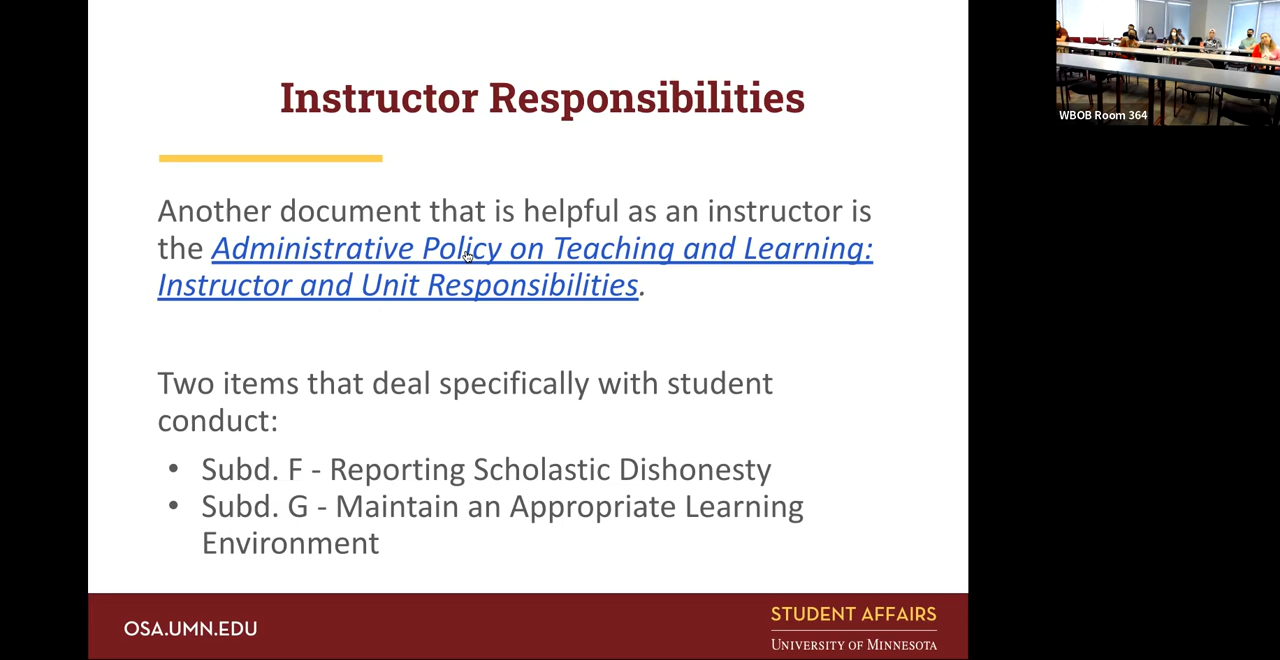 Instructor Responsibilities
Another document that is helpful as an instructor is
the Administrative Policy on Teaching and Learning:
Instructor and Unit Responsibilities.
Two items that deal specifically with student
conduct:
• Subd. F - Reporting Scholastic Dishonesty
• Subd. G - Maintain an Appropriate Learning
Environment
OSA.UMN.EDU
STUDENT AFFAIRS
UNIVERSITY OF MINNESOTA
WBOB Room 364